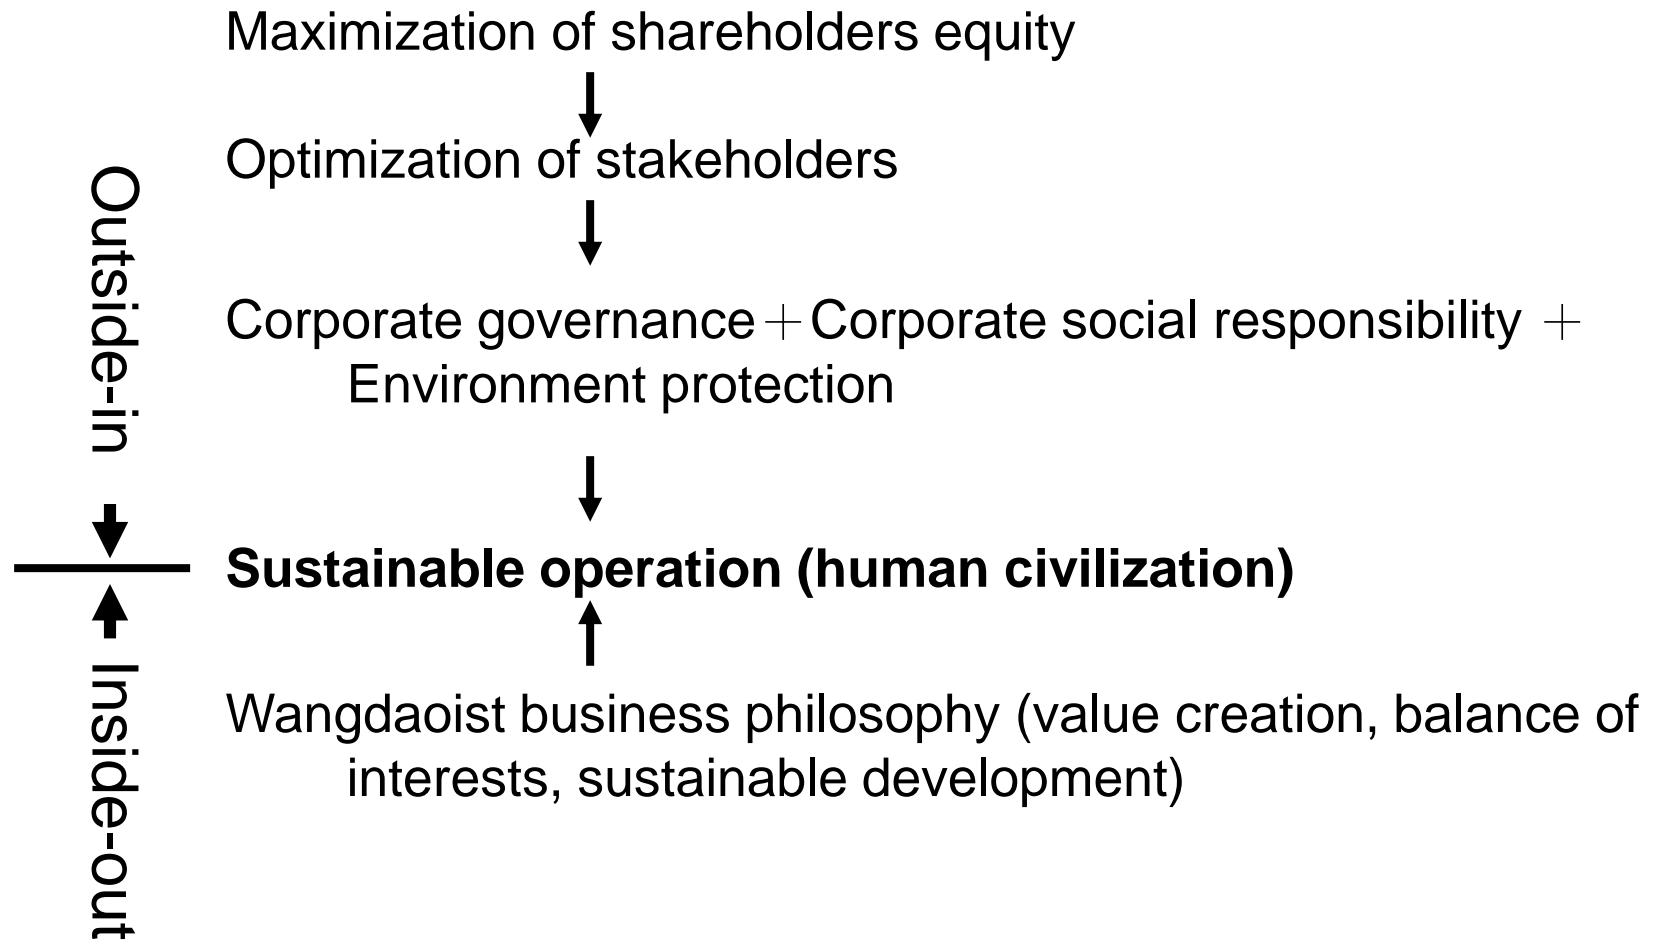 Maximization of shareholders equity
Optimization of stakeholders
Outside-in
Corporate governance+Corporate social responsibility +
Environment protection
Sustainable operation (human civilization)
Inside-out
Wangdaoist business philosophy (value creation, balance of
interests, sustainable development)